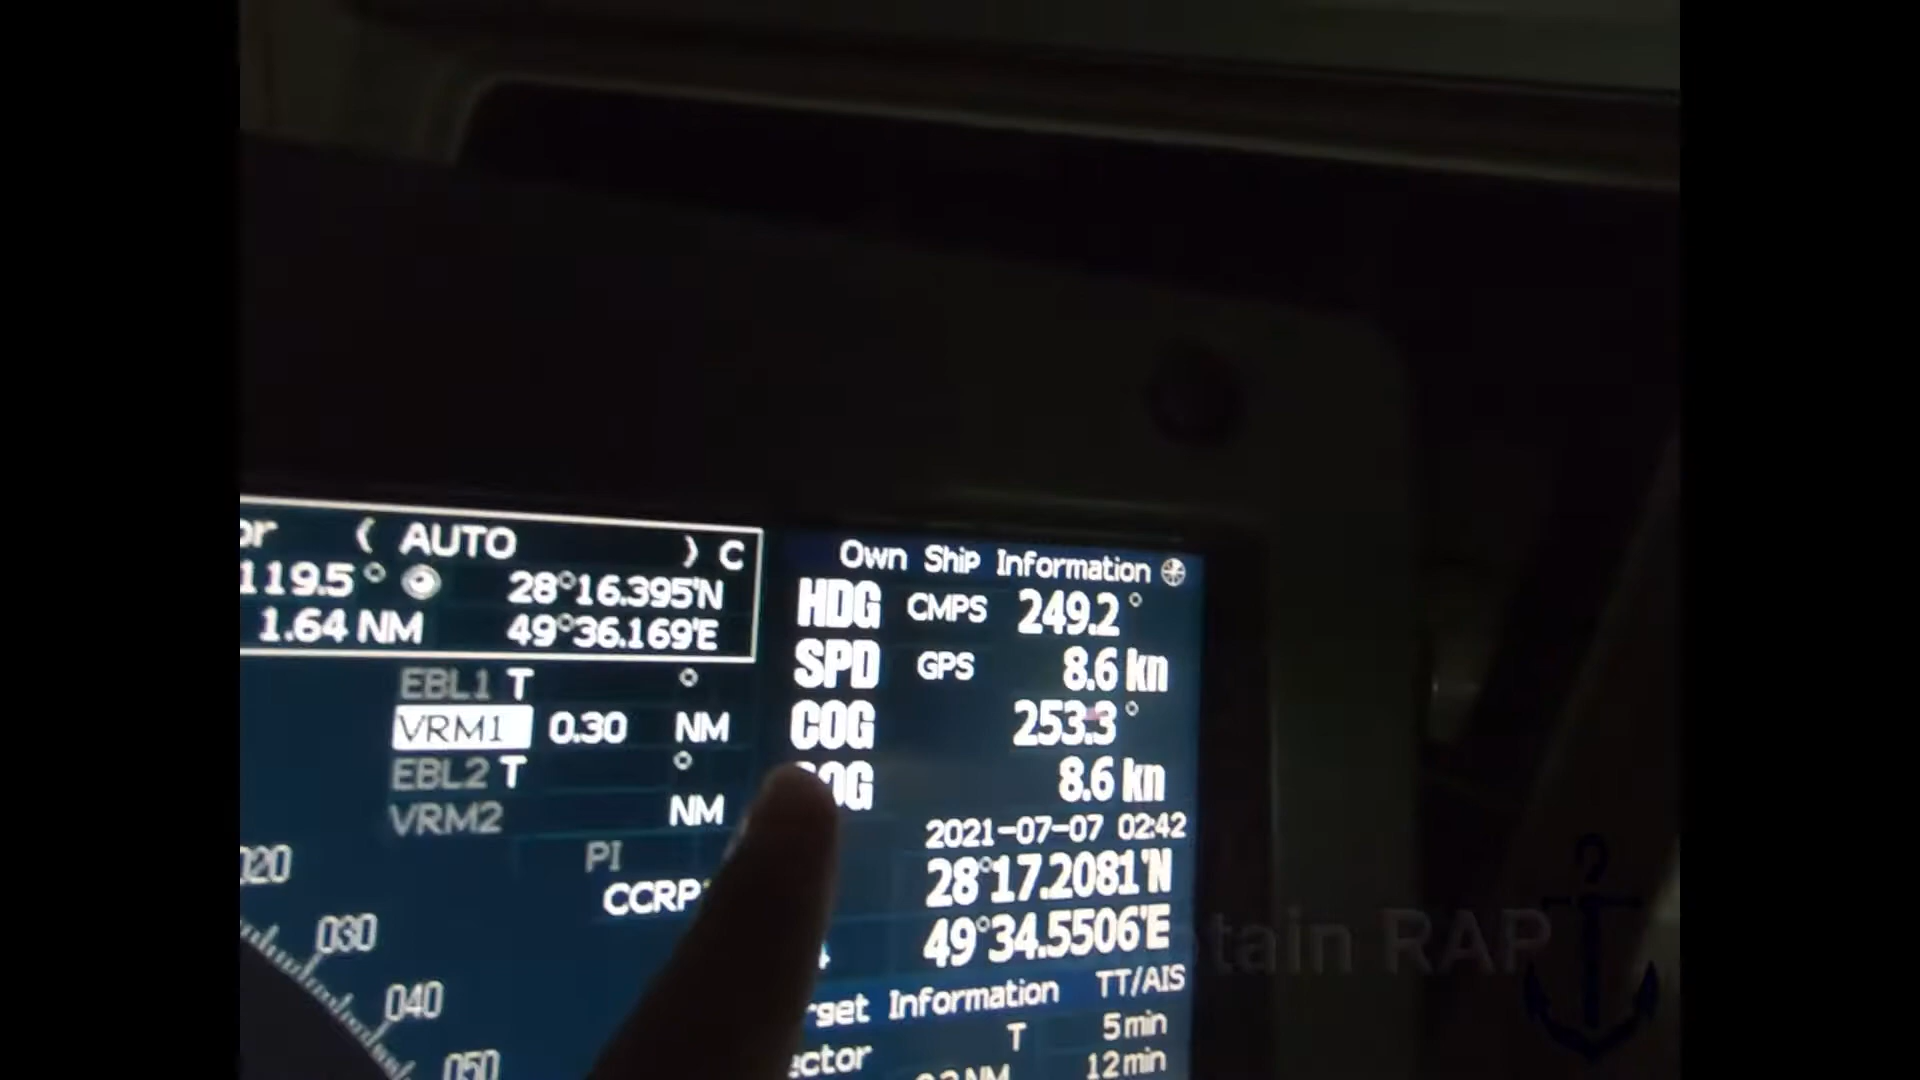 ( AUTO ) C
119.5° 28°16.395'N
1.64 NM 49°36.169'E
EBL1 T °
VRM1 0.30 NM
EBL2 T °
VRM2 NM
PI
CCRP
020
030
040
050
Own Ship Information
HDG CMPS 249.2°
SPD GPS 8.6 kn
COG 253.3°
8.6 kn
2021-07-07 02:42
28°17.2081'N
49°34.5506'E
Information TT/AIS
T 5 min
12 min
NM
RAP